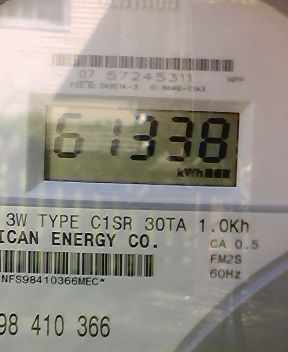 CENTRON
07 57245311
61338
kWh
3W TYPE C1SR 30TA 1.0Kh
ICAN ENERGY CO.
CA 0.5
FM2S
60Hz
NFS98410366MEC*
98 410 366